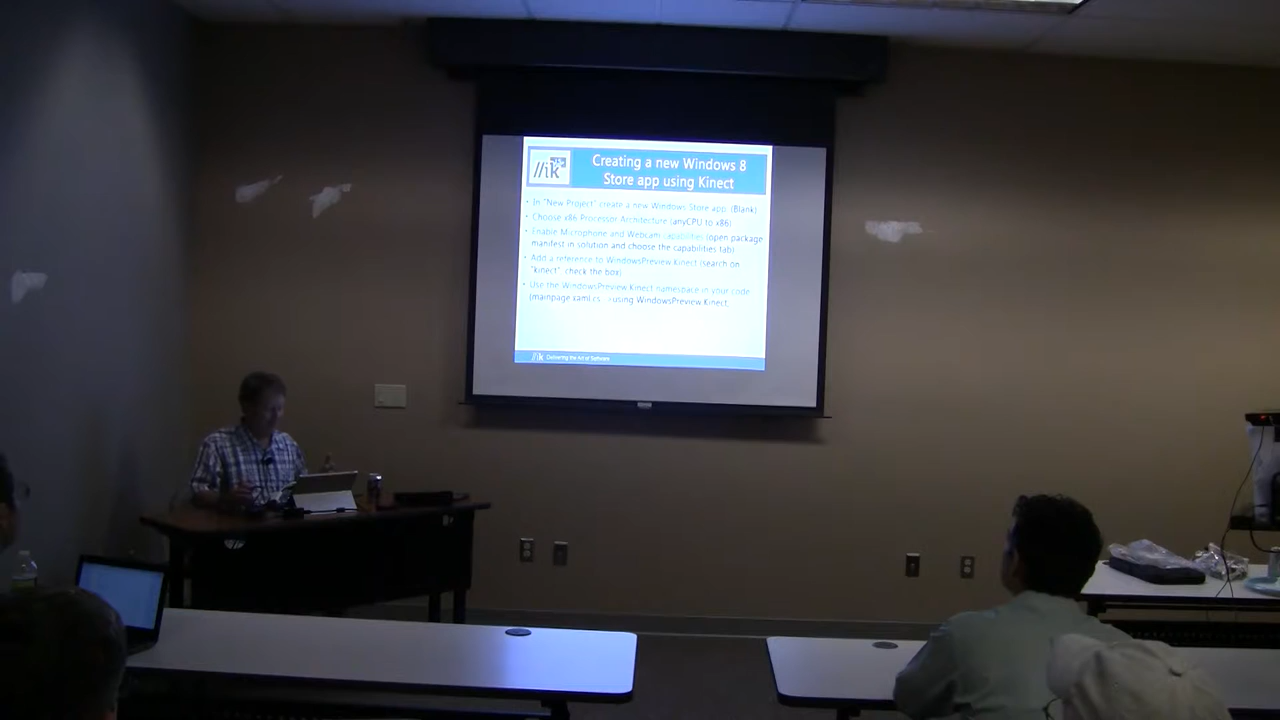 //ik
Creating a new Windows 8
Store app using Kinect
• In "New Project" create a new Windows Store app (Blank)
• Choose x86 Processor Architecture (anyCPU to x86)
• Enable Microphone and Webcam capabilities (open package
manifest in solution and choose the capabilities tab)
• Add a reference to WindowsPreview.Kinect (search on
"kinect", check the box)
• Use the WindowsPreview.Kinect namespace in your code
(mainpage.xaml.cs using WindowsPreview.Kinect
//ik Delivering the Art of Software